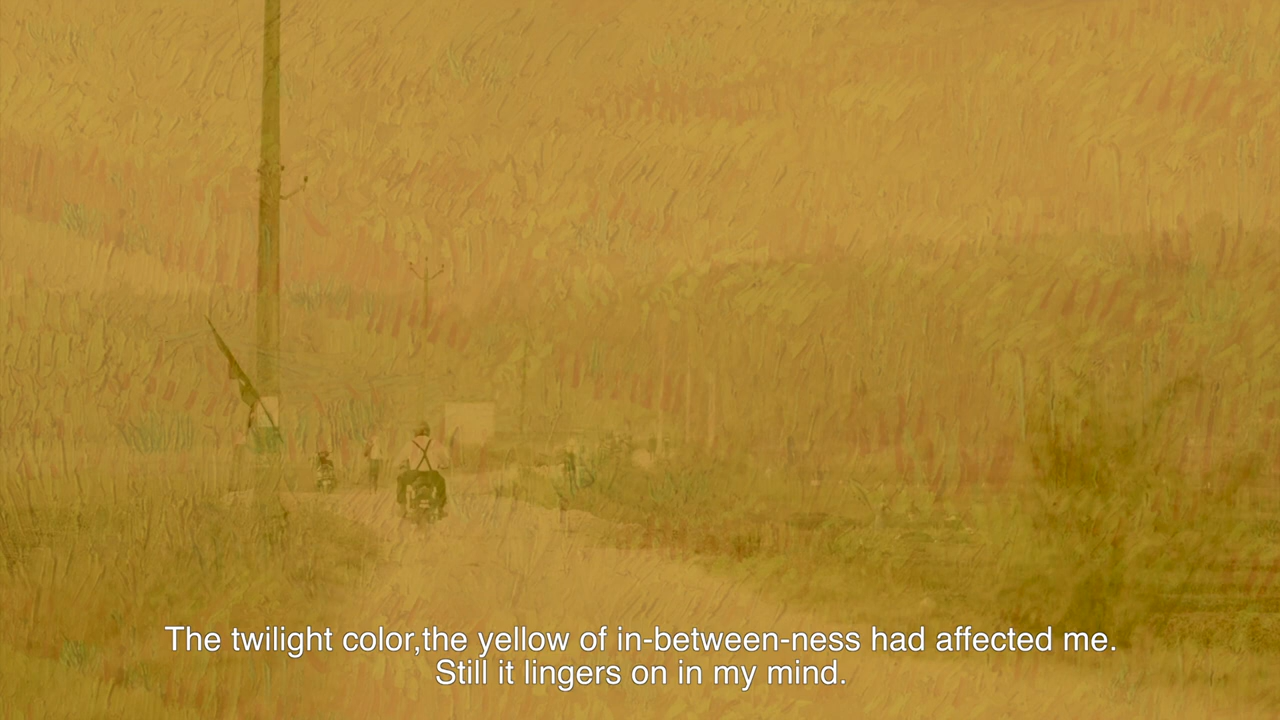 The twilight color,the yellow of in-between-ness had affected me.
Still it lingers on in my mind.